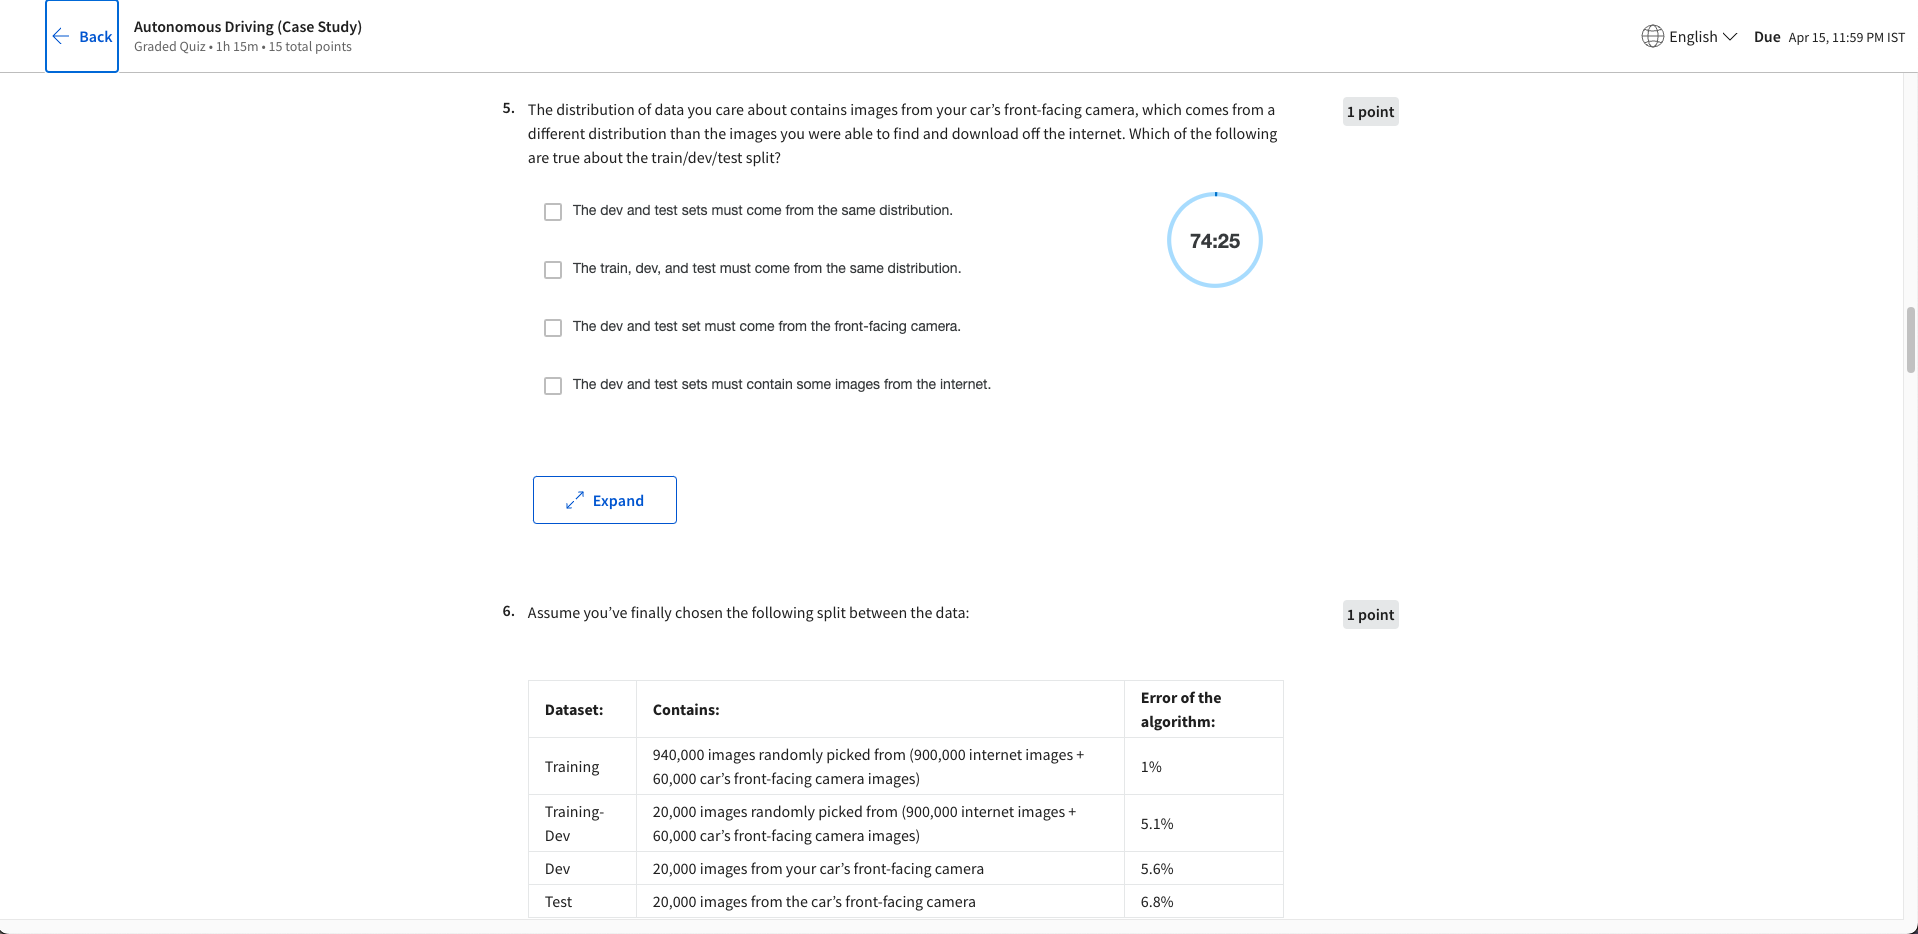 Back
Autonomous Driving (Case Study)
Graded Quiz • 1h 15m • 15 total points
English
Due Apr 15, 11:59 PM IST
5. The distribution of data you care about contains images from your car’s front-facing camera, which comes from a
different distribution than the images you were able to find and download off the internet. Which of the following
are true about the train/dev/test split?
1 point
The dev and test sets must come from the same distribution.
74:25
The train, dev, and test must come from the same distribution.
The dev and test set must come from the front-facing camera.
The dev and test sets must contain some images from the internet.
Expand
6. Assume you’ve finally chosen the following split between the data:
1 point
Dataset: Contains: Error of the
algorithm:
Training 940,000 images randomly picked from (900,000 internet images +
60,000 car’s front-facing camera images) 1%
Training-
Dev 20,000 images randomly picked from (900,000 internet images +
60,000 car’s front-facing camera images) 5.1%
Dev 20,000 images from your car’s front-facing camera 5.6%
Test 20,000 images from the car’s front-facing camera 6.8%